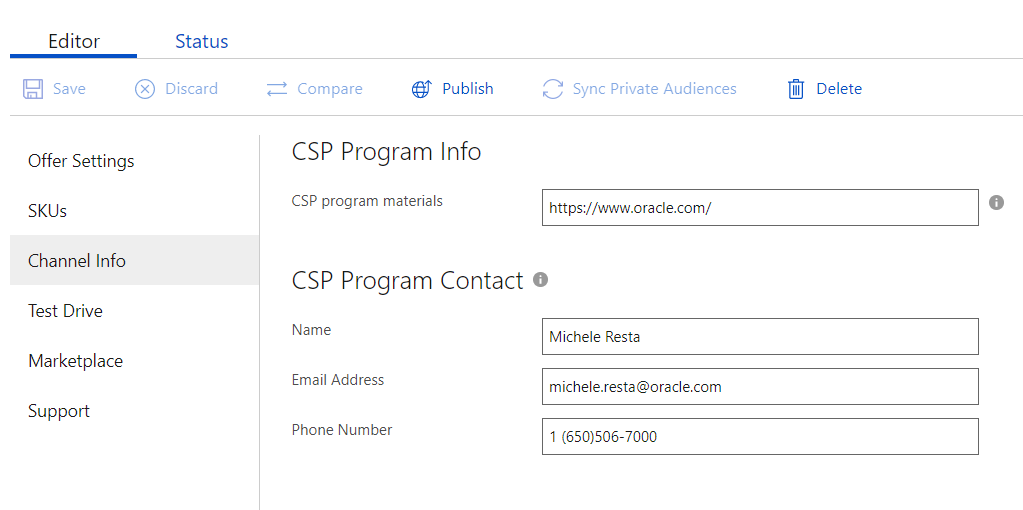 Editor Status
Save Discard Compare Publish Sync Private Audiences Delete
Offer Settings
SKUs
Channel Info
Test Drive
Marketplace
Support
CSP Program Info
CSP program materials https://www.oracle.com/
CSP Program Contact
Name Michele Resta
Email Address michele.resta@oracle.com
Phone Number 1 (650)506-7000